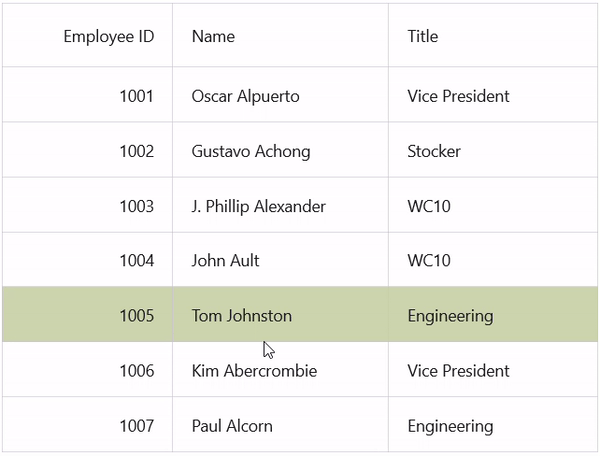 Employee ID Name Title
1001 Oscar Alpuerto Vice President
1002 Gustavo Achong Stocker
1003 J. Phillip Alexander WC10
1004 John Ault WC10
1005 Tom Johnston Engineering
1006 Kim Abercrombie Vice President
1007 Paul Alcorn Engineering